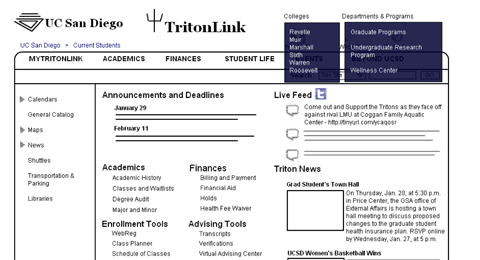 Colleges
Departments & Programs
UC San Diego
TritonLink
Revelle
Muir
Marshall
Sixth
Warren
Roosevelt
Graduate Programs
Undergraduate Research
Program
Wellness Center
UC San Diego > Current Students
MYTRITONLINK
ACADEMICS
FINANCES
STUDENT LIFE
BEYOND UCSD
Calendars
General Catalog
Maps
News
Shuttles
Transportation &
Parking
Libraries
Announcements and Deadlines
January 29
February 11
Academics
Academic History
Classes and Waitlists
Degree Audit
Major and Minor
Enrollment Tools
WebReg
Class Planner
Schedule of Classes
Finances
Billing and Payment
Financial Aid
Holds
Health Fee Waiver
Advising Tools
Transcripts
Verifications
Virtual Advising Center
Live Feed
Come out and Support the Tritons as they face
against rival LMU at Coggan Family Aquatic
Center - http://tinyurl.com/ycaqosr
Triton News
Grad Student's Town Hall
On Thursday, Jan. 28, at 5:30 p.m.
in Price Center, the GSA office of
External Affairs is hosting a town
hall meeting to discuss proposed
changes to the graduate student
health insurance plan. RSVP online
by Wednesday, Jan. 27, at 5 p.m.
UCSD Women's Basketball Wins